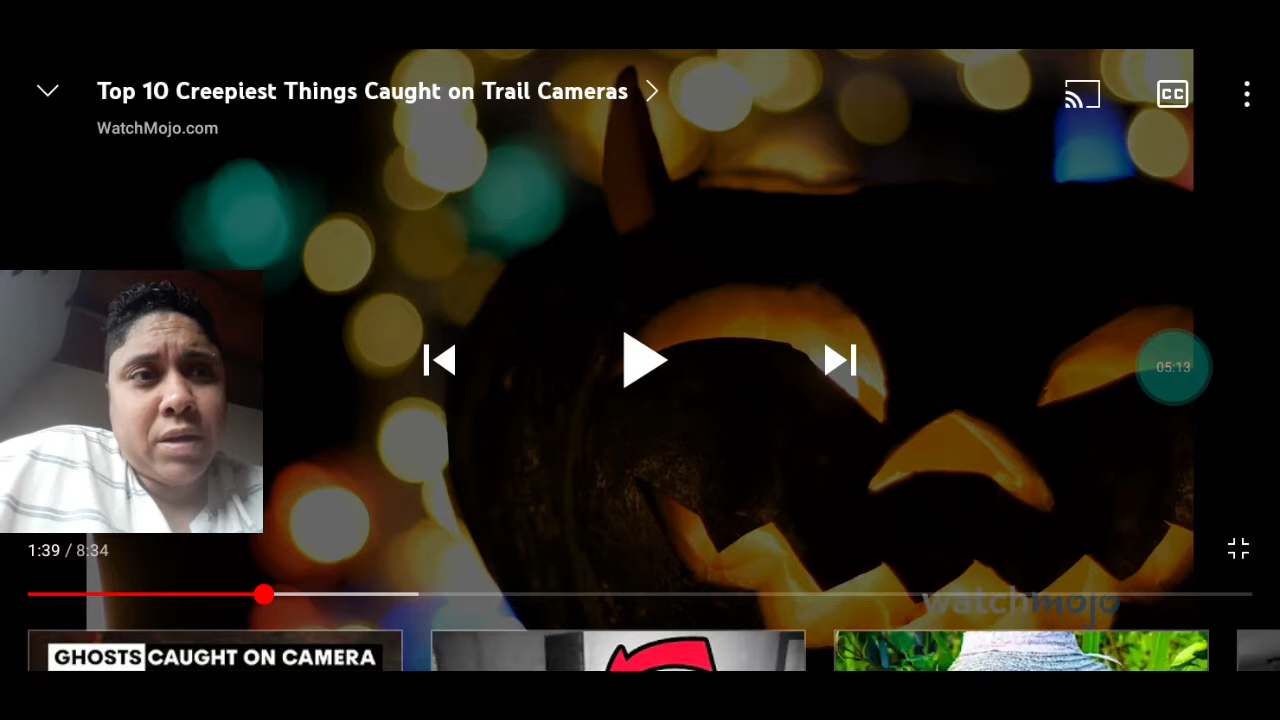 Top 10 Creepiest Things Caught on Trail Cameras
WatchMojo.com
CC
05:13
1:39 / 8:34
watchmojo
GHOSTS CAUGHT ON CAMERA